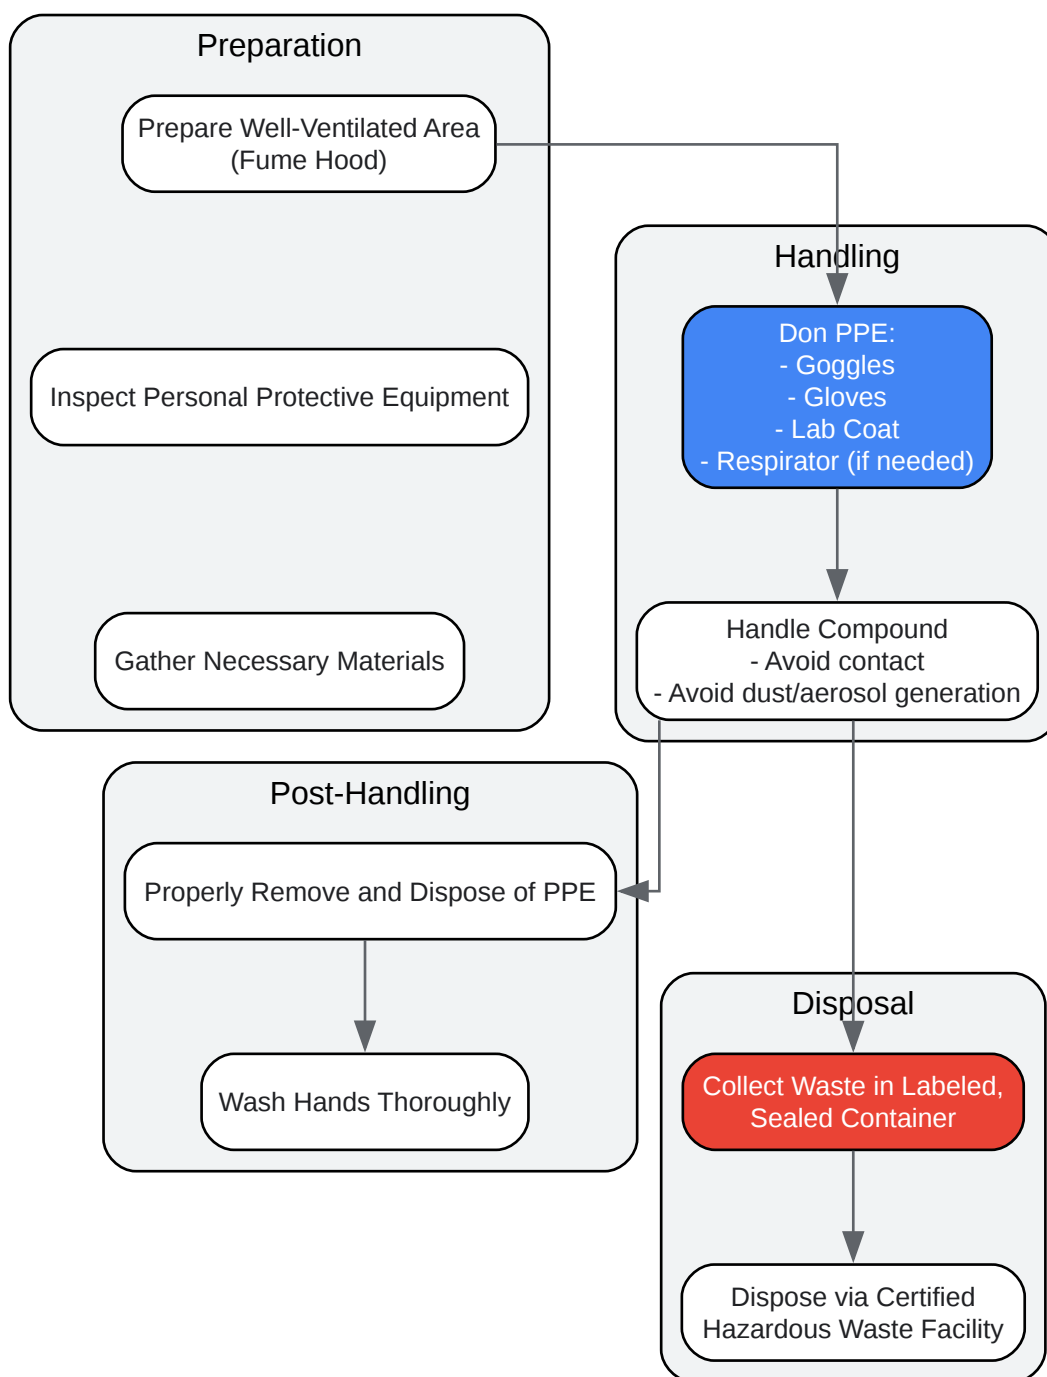 Preparation
Prepare Well-Ventilated Area
(Fume Hood)
Inspect Personal Protective Equipment
Gather Necessary Materials
Handling
Don PPE:
- Goggles
- Gloves
- Lab Coat
- Respirator (if needed)
Handle Compound
- Avoid contact
- Avoid dust/aerosol generation
Post-Handling
Properly Remove and Dispose of PPE
Wash Hands Thoroughly
Disposal
Collect Waste in Labeled,
Sealed Container
Dispose via Certified
Hazardous Waste Facility